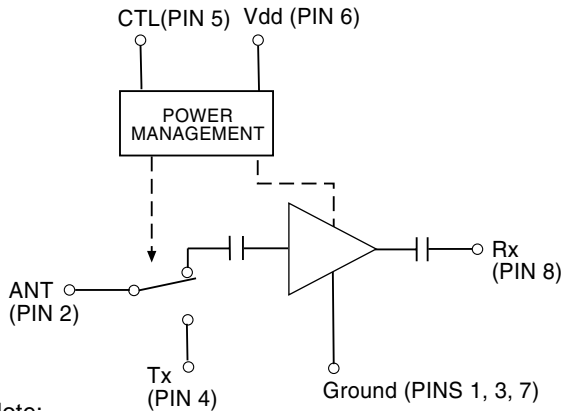 CTL(PIN 5)
Vdd (PIN 6)
POWER
MANAGEMENT
ANT
(PIN 2)
Rx
(PIN 8)
Tx
(PIN 4)
Ground (PINS 1, 3, 7)